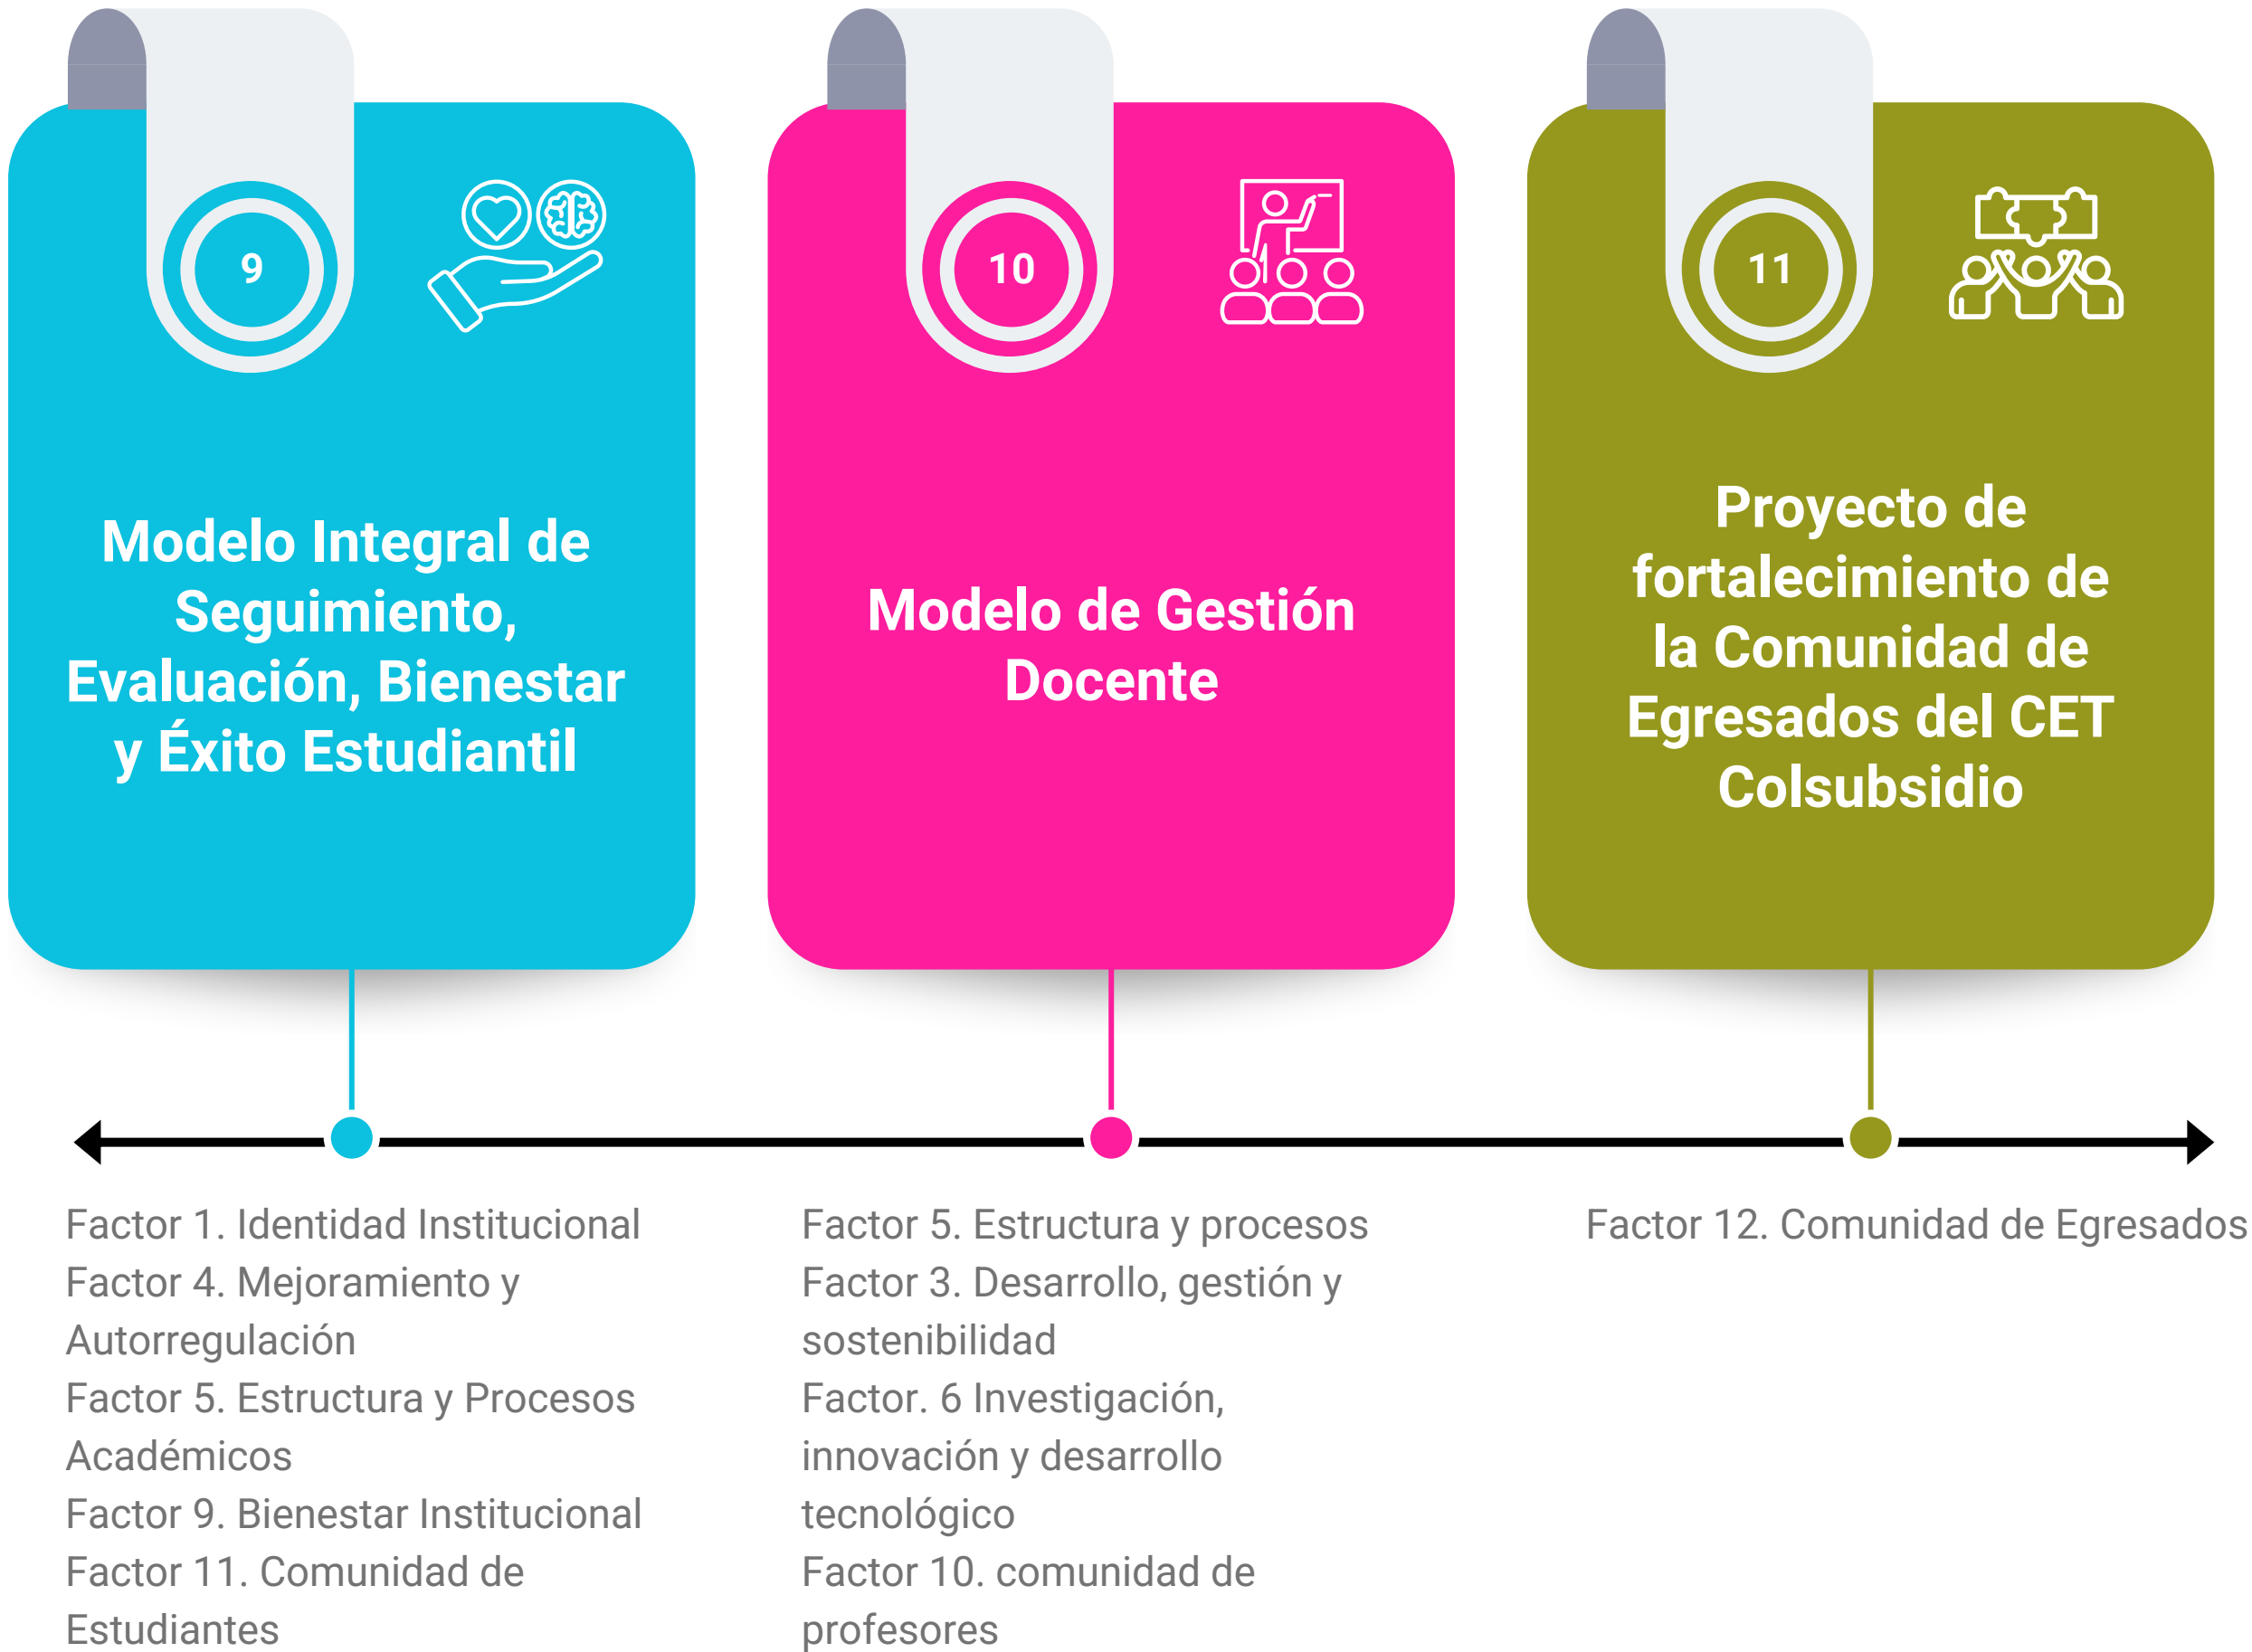 9
Modelo Integral de
Seguimiento,
Evaluación, Bienestar
y Éxito Estudiantil
10
Modelo de Gestión
Docente
11
Proyecto de
fortalecimiento de
la Comunidad de
Egresados del CET
Colsubsidio
Factor 1. Identidad Institucional
Factor 4. Mejoramiento y
Autorregulación
Factor 5. Estructura y Procesos
Académicos
Factor 9. Bienestar Institucional
Factor 11. Comunidad de
Estudiantes
Factor 5. Estructura y procesos
Factor 3. Desarrollo, gestión y
sostenibilidad
Factor. 6 Investigación,
innovación y desarrollo
tecnológico
Factor 10. comunidad de
profesores
Factor 12. Comunidad de Egresados